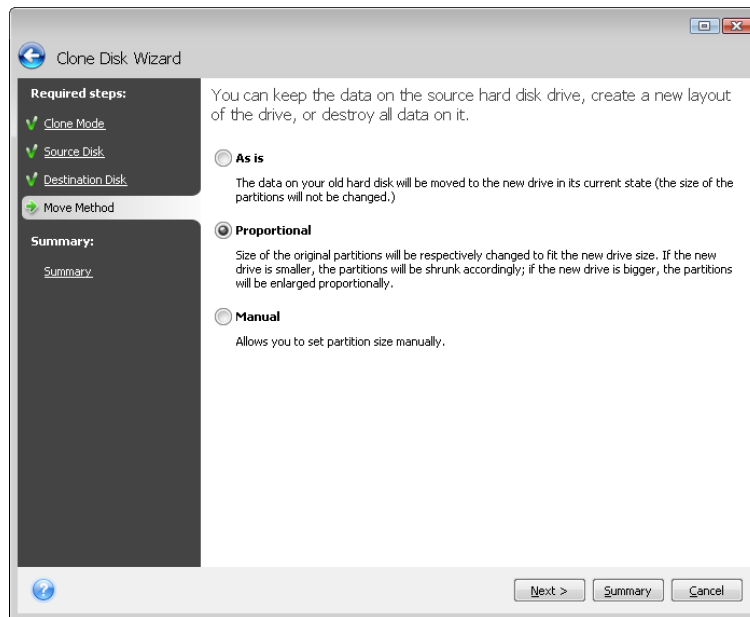 Clone Disk Wizard
Required steps:
Clone Mode
Source Disk
Destination Disk
Move Method
Summary:
Summary
You can keep the data on the source hard disk drive, create a new layout
of the drive, or destroy all data on it.
As is
The data on your old hard disk will be moved to the new drive in its current state (the size of the
partitions will not be changed.)
Proportional
Size of the original partitions will be respectively changed to fit the new drive size. If the new
drive is smaller, the partitions will be shrunk accordingly; if the new drive is bigger, the partitions
will be enlarged proportionally.
Manual
Allows you to set partition size manually.
Next >
Summary
Cancel